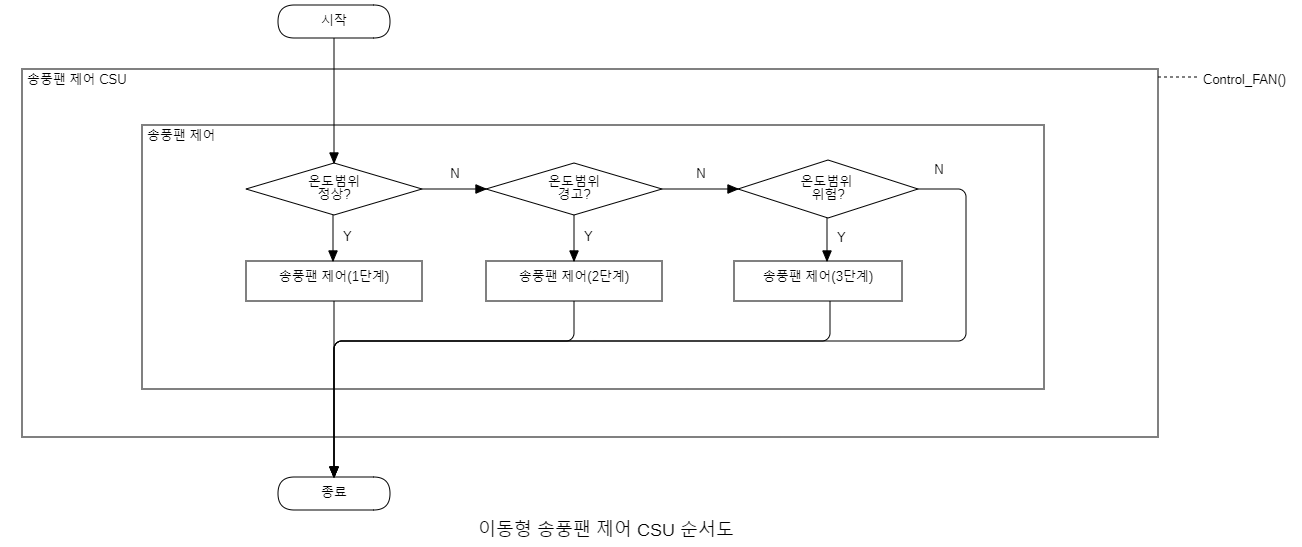 시작
송풍팬 제어 CSU
Control_FAN()
송풍팬 제어
온도범위
정상?
N
온도범위
경고?
N
온도범위
위험?
N
Y
Y
Y
송풍팬 제어(1단계)
송풍팬 제어(2단계)
송풍팬 제어(3단계)
종료
이동형 송풍팬 제어 CSU 순서도